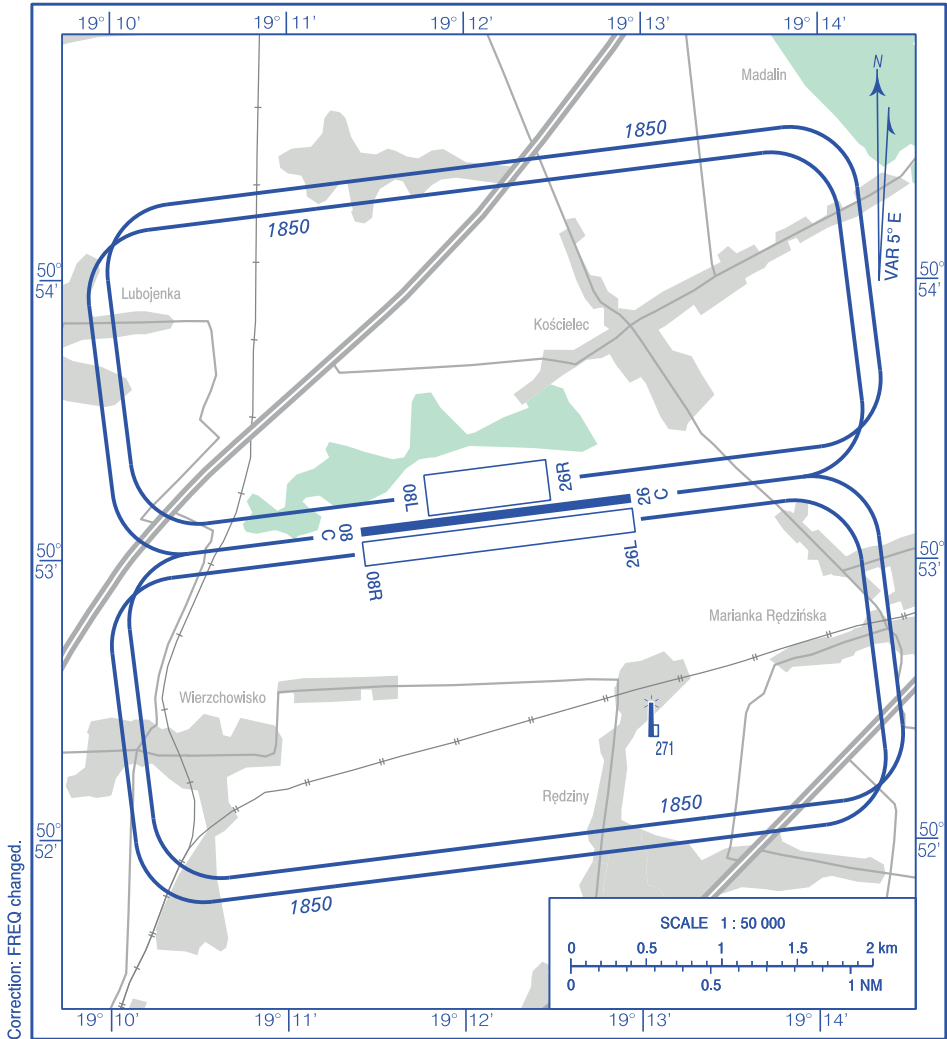 19° 10' 19° 11' 19° 12' 19° 13' 19° 14'
N
Madalin
1850
1850
VAR 5° E
50° 54'
50° 54'
Lubojenka
Kościelec
08L
26R
26 C
08 C
50° 53'
50° 53'
26L
08R
Marianka Rędzińska
Wierzchowisko
271
Rędziny
1850
50° 52'
50° 52'
1850
SCALE 1 : 50 000
0 0.5 1 1.5 2 km
0 0.5 1 NM
19° 10' 19° 11' 19° 12' 19° 13' 19° 14'
Correction: FREQ changed.